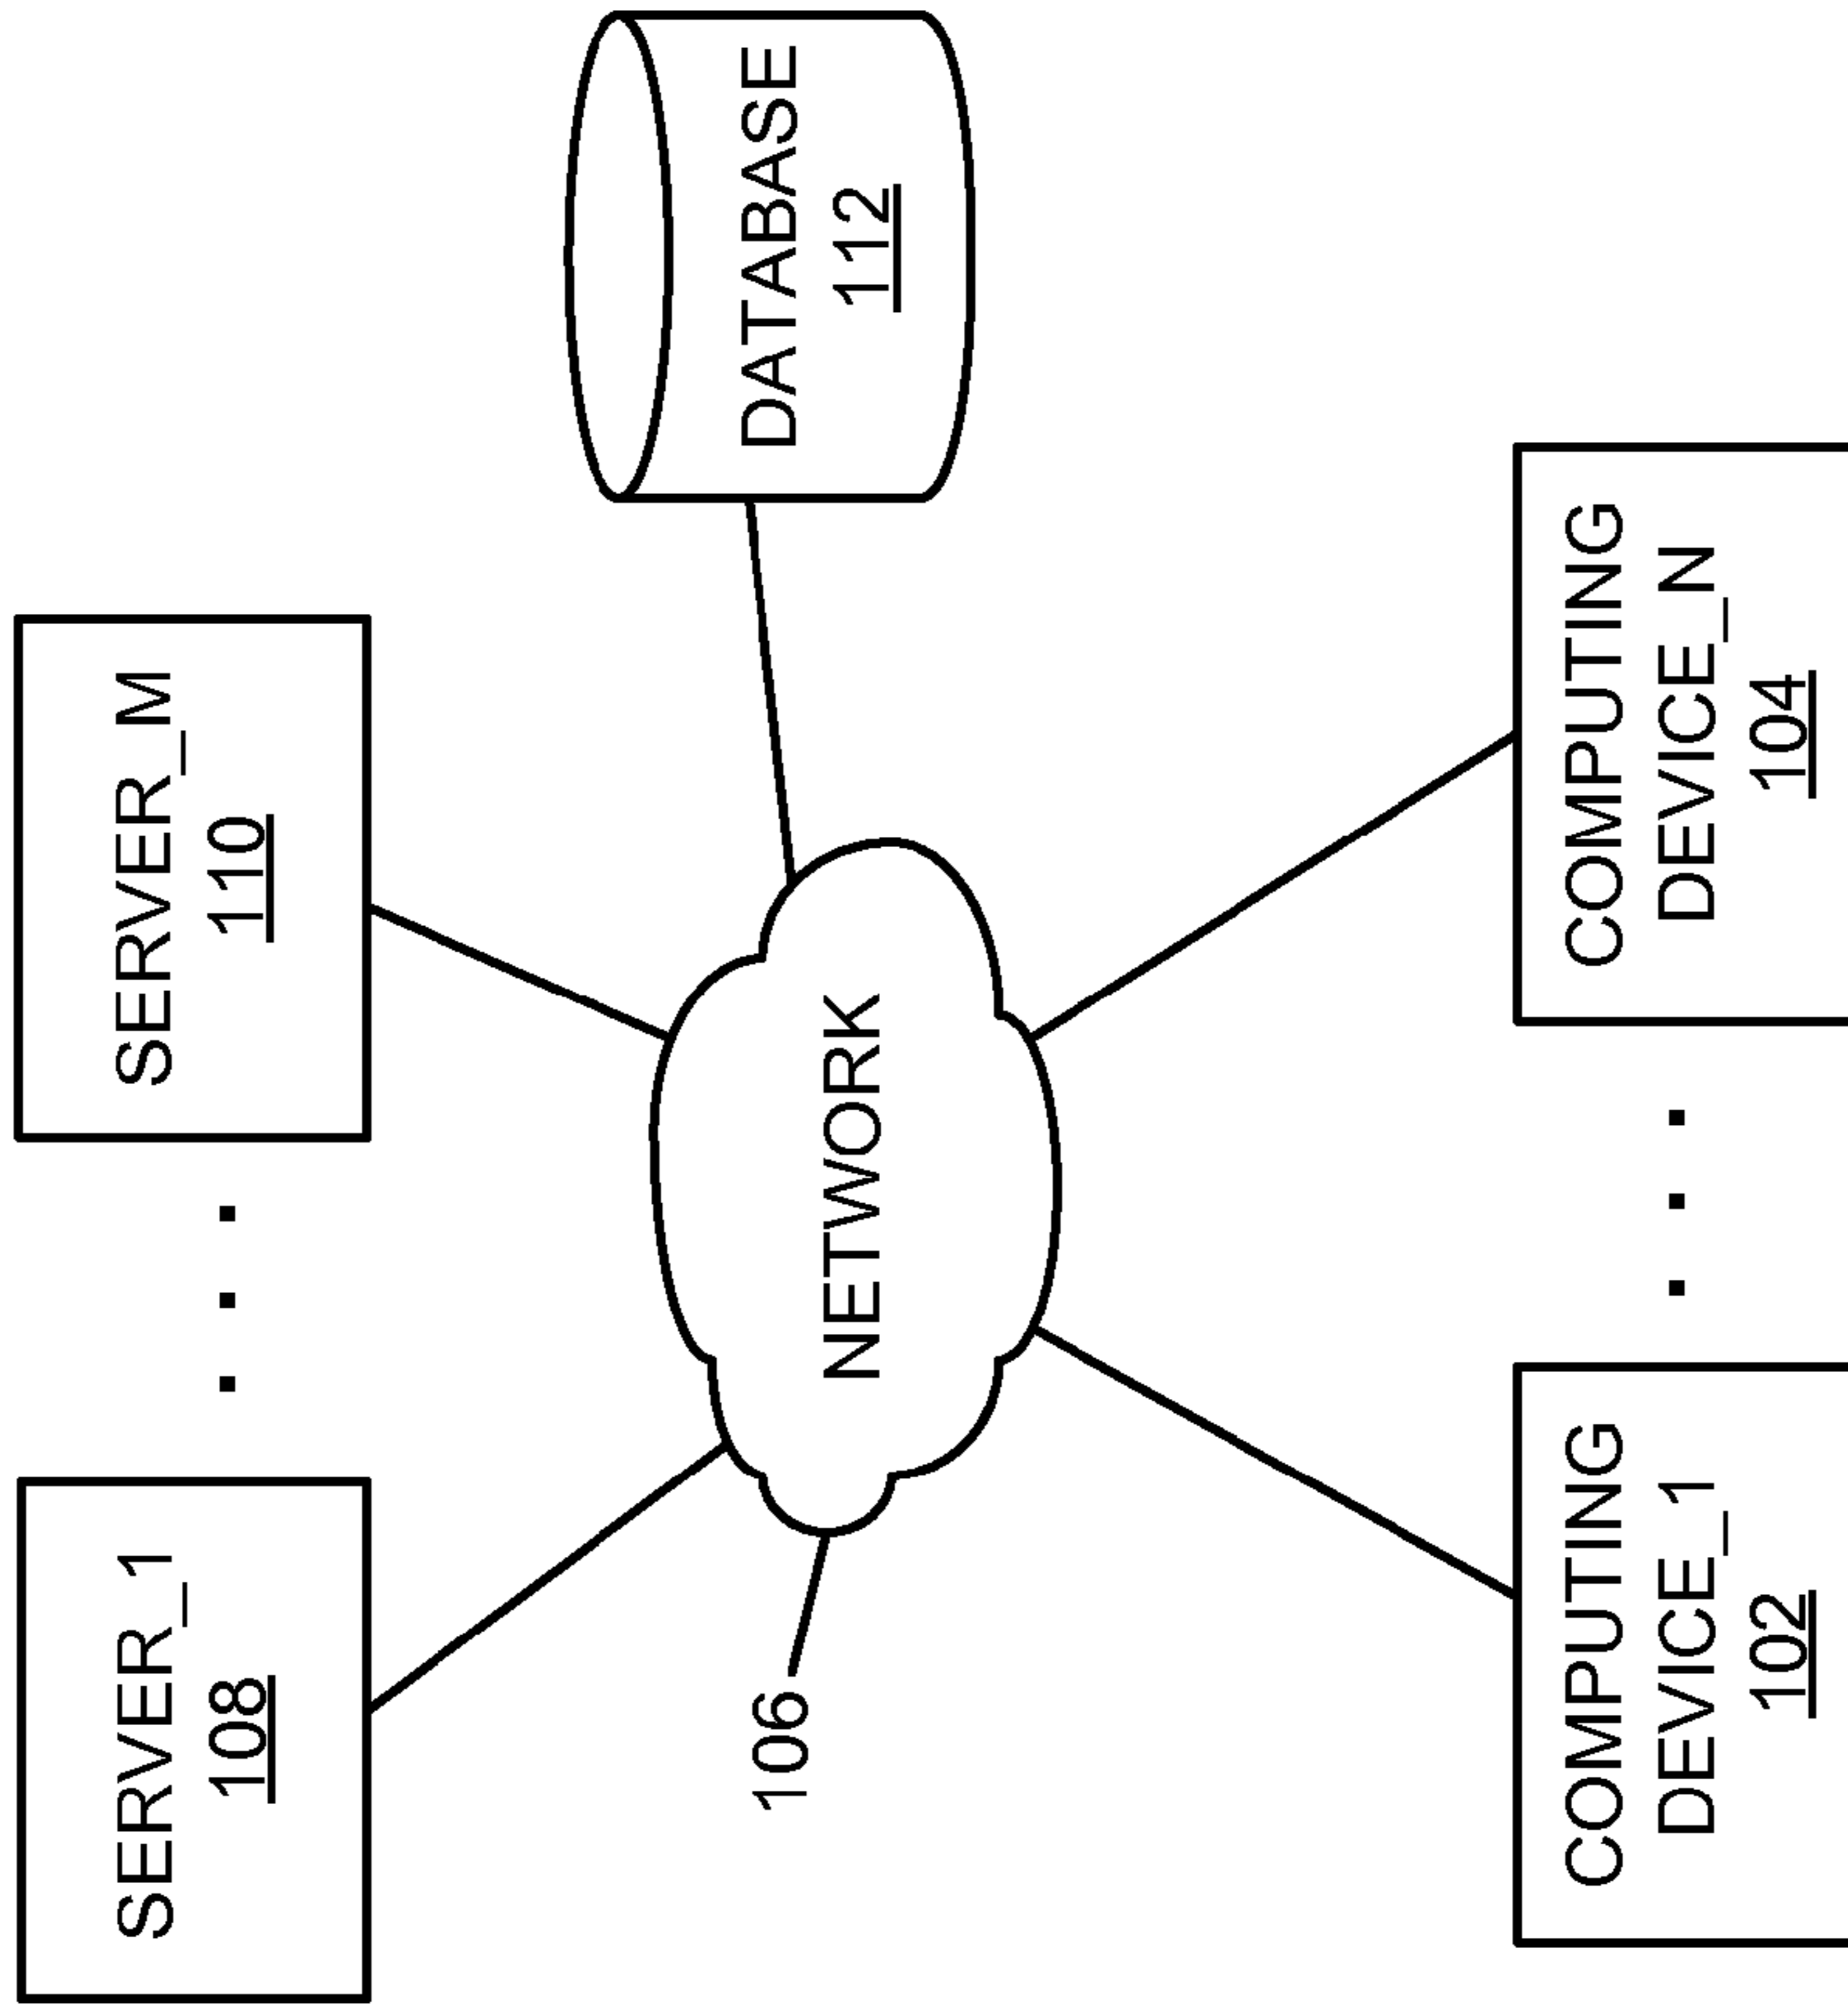 SERVER_1
108
SERVER_M
110
106
NETWORK
DATABASE
112
COMPUTING
DEVICE_1
102
COMPUTING
DEVICE_N
104